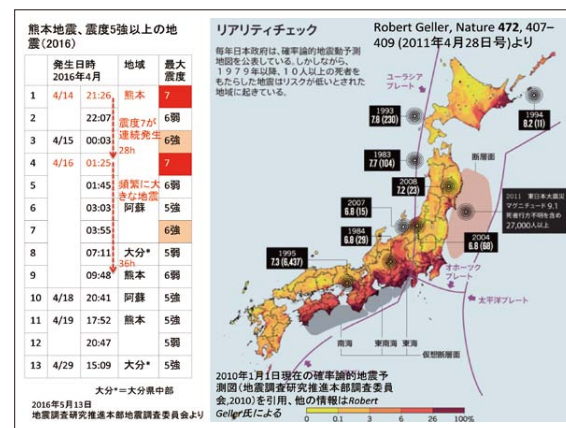 熊本地震、震度5強以上の地
震（2016）
発生日時
2016年4月
地域
最大
震度
1 4/14 21:26 熊本 7
2 22:07 6弱
震度7が
連続発生
28h
3 4/15 00:03 6強
4 4/16 01:25 7
5 01:45 6弱
頻繁に大
きな地震
6 03:03 阿蘇 5強
7 03:55 6強
8 07:11 大分* 5強
36h
9 09:48 熊本 6弱
10 4/18 20:41 阿蘇 5強
11 4/19 17:52 熊本 5強
12 20:47 5弱
13 4/29 15:09 大分* 5強
大分*＝大分県中部
2016年5月13日
地震調査研究推進本部地震調査委員会より
リアリティチェック
Robert Geller, Nature 472, 407–
409 (2011年4月28日号)より
毎年日本政府は、確率論的地震動予測
地図を公表している。しかしながら、
1979年以降、10人以上の死者を
もたらした地震はリスクが低いとされた
地域に起きている。
ユーラシア
プレート
1993
7.8 (230)
1994
8.2 (11)
1983
7.7 (104)
断層面
2008
7.2 (23)
2011 東日本大震災
マグニチュード 9.1
死者行方不明を含め
27,000人以上
2007
6.8 (15)
1984
6.8 (29)
2004
6.8 (68)
1995
7.3 (6,437)
オホーツク
プレート
太平洋プレート
南海
東南海
東海
仮想断層面
2010年1月1日現在の確率論的地震予
測図(地震調査研究推進本部調査委員
会,2010)を引用、他の情報はRobert
Geller氏による
0 0.1 3 6 26 100%